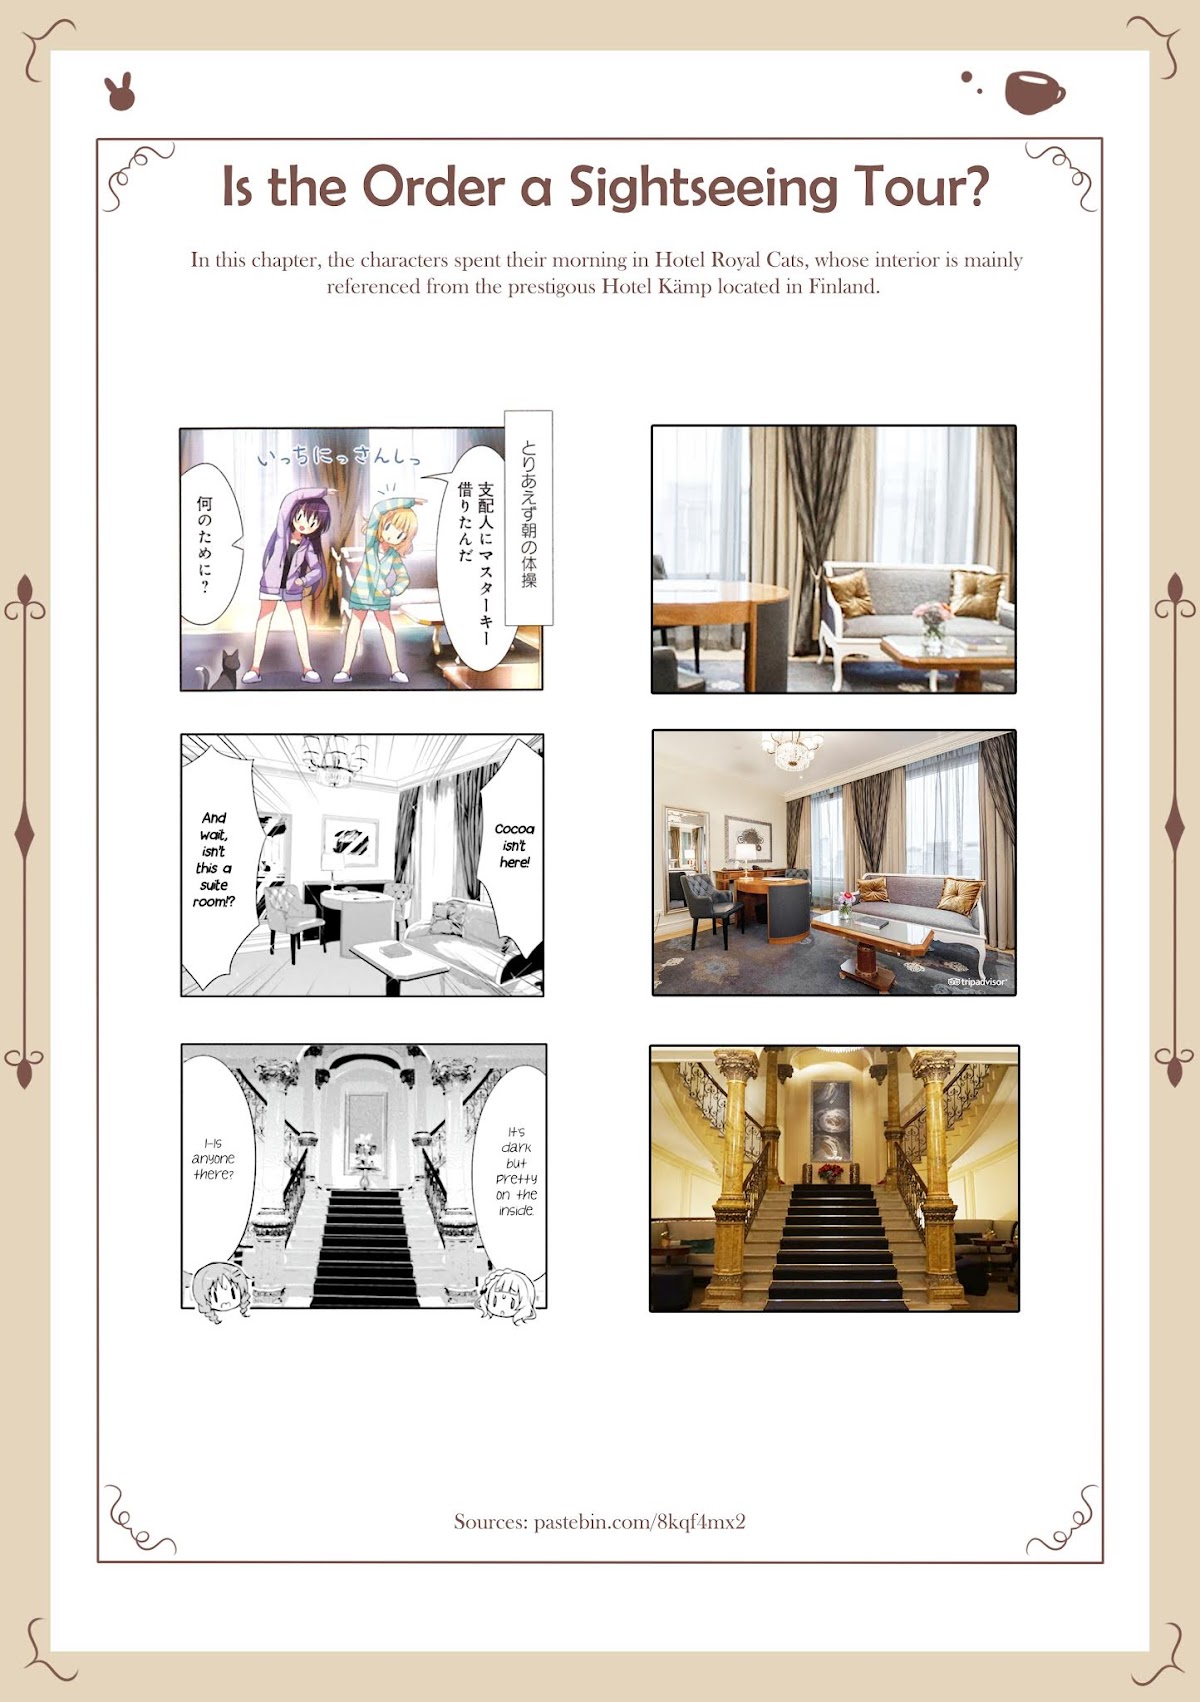 Is the Order a Sightseeing Tour?
In this chapter, the characters spent their morning in Hotel Royal Cats, whose interior is mainly
referenced from the prestigous Hotel Kämp located in Finland.
とりあえず朝の体操
いっちにっさんしっ
支配人にマスターキー
借りたんだ
何のために?
And
wait,
isn't
this a
suite
room!?
Cocoa
isn't
here!
tripadvisor
I-Is
anyone
there?
It's
dark
but
pretty
on the
inside.
Sources: pastebin.com/8kqf4mx2